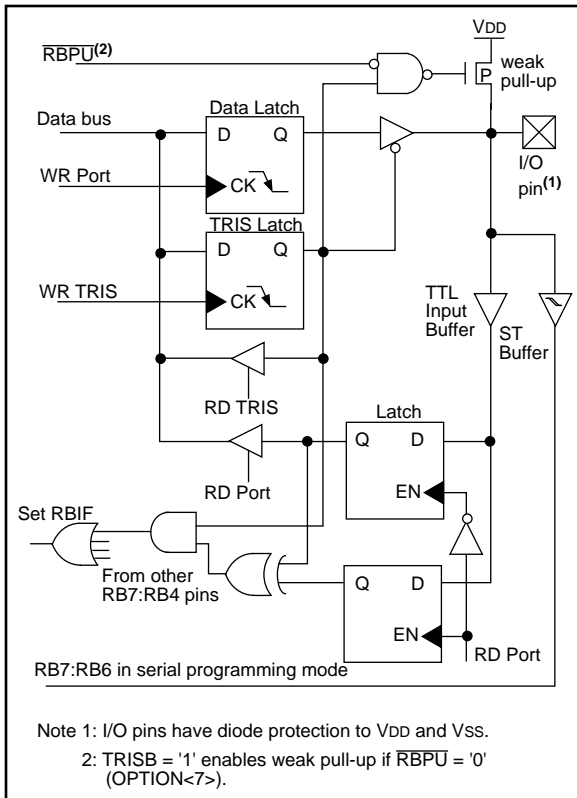 VDD
RBPU(2)
weak
pull-up
P
Data Latch
Data bus
D
Q
WR Port
CK
I/O
pin(1)
TRIS Latch
D
Q
WR TRIS
CK
TTL
Input
Buffer
ST
Buffer
RD TRIS
Latch
Q
D
RD Port
EN
Set RBIF
From other
RB7:RB4 pins
Q
D
EN
RD Port
RB7:RB6 in serial programming mode
Note 1: I/O pins have diode protection to VDD and VSS.
2: TRISB = '1' enables weak pull-up if RBPU = '0'
(OPTION<7>).